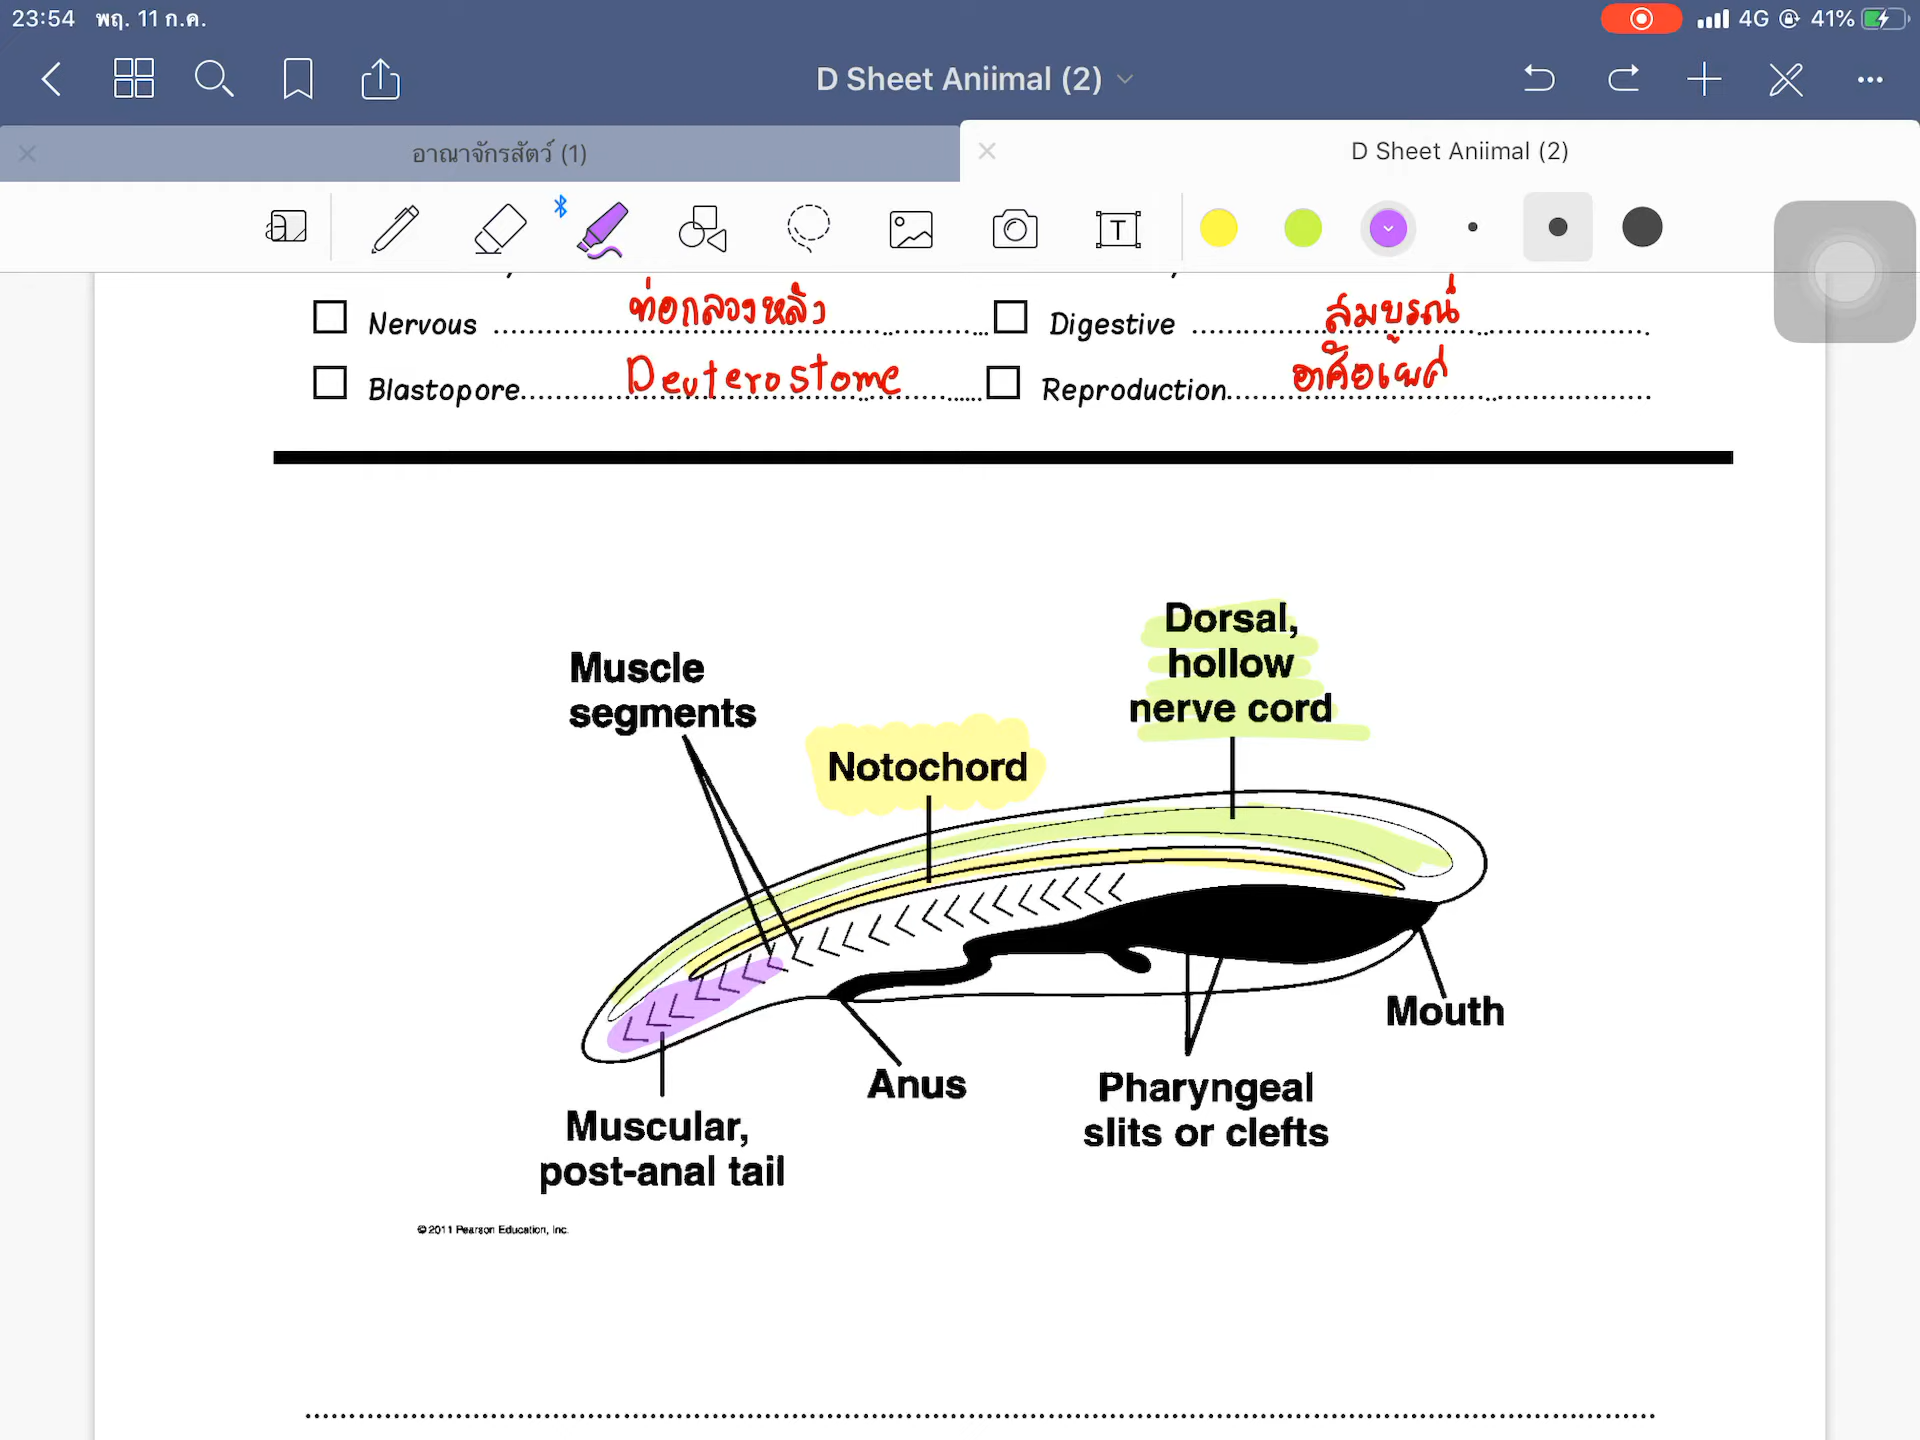 23:54 พฤ. 11 ก.ค.
4G 41%
D Sheet Aniimal (2)
อาณาจักรสัตว์ (1)
D Sheet Aniimal (2)
T
Nervous ท่อกลวงหลัง Digestive สมบูรณ์
Blastopore Deuterostome Reproduction อาศัยเพศ
Dorsal,
hollow
nerve cord
Muscle
segments
Notochord
Mouth
Anus
Pharyngeal
slits or clefts
Muscular,
post-anal tail
©2011 Pearson Education, Inc.